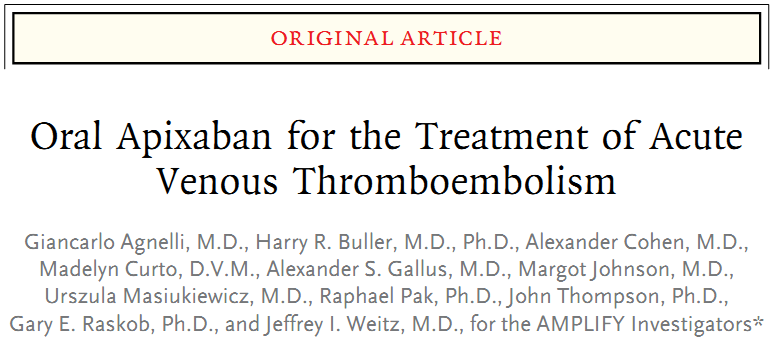 ORIGINAL ARTICLE
Oral Apixaban for the Treatment of Acute
Venous Thromboembolism
Giancarlo Agnelli, M.D., Harry R. Buller, M.D., Ph.D., Alexander Cohen, M.D.,
Madelyn Curto, D.V.M., Alexander S. Gallus, M.D., Margot Johnson, M.D.,
Urszula Masiukiewicz, M.D., Raphael Pak, Ph.D., John Thompson, Ph.D.,
Gary E. Raskob, Ph.D., and Jeffrey I. Weitz, M.D., for the AMPLIFY Investigators*